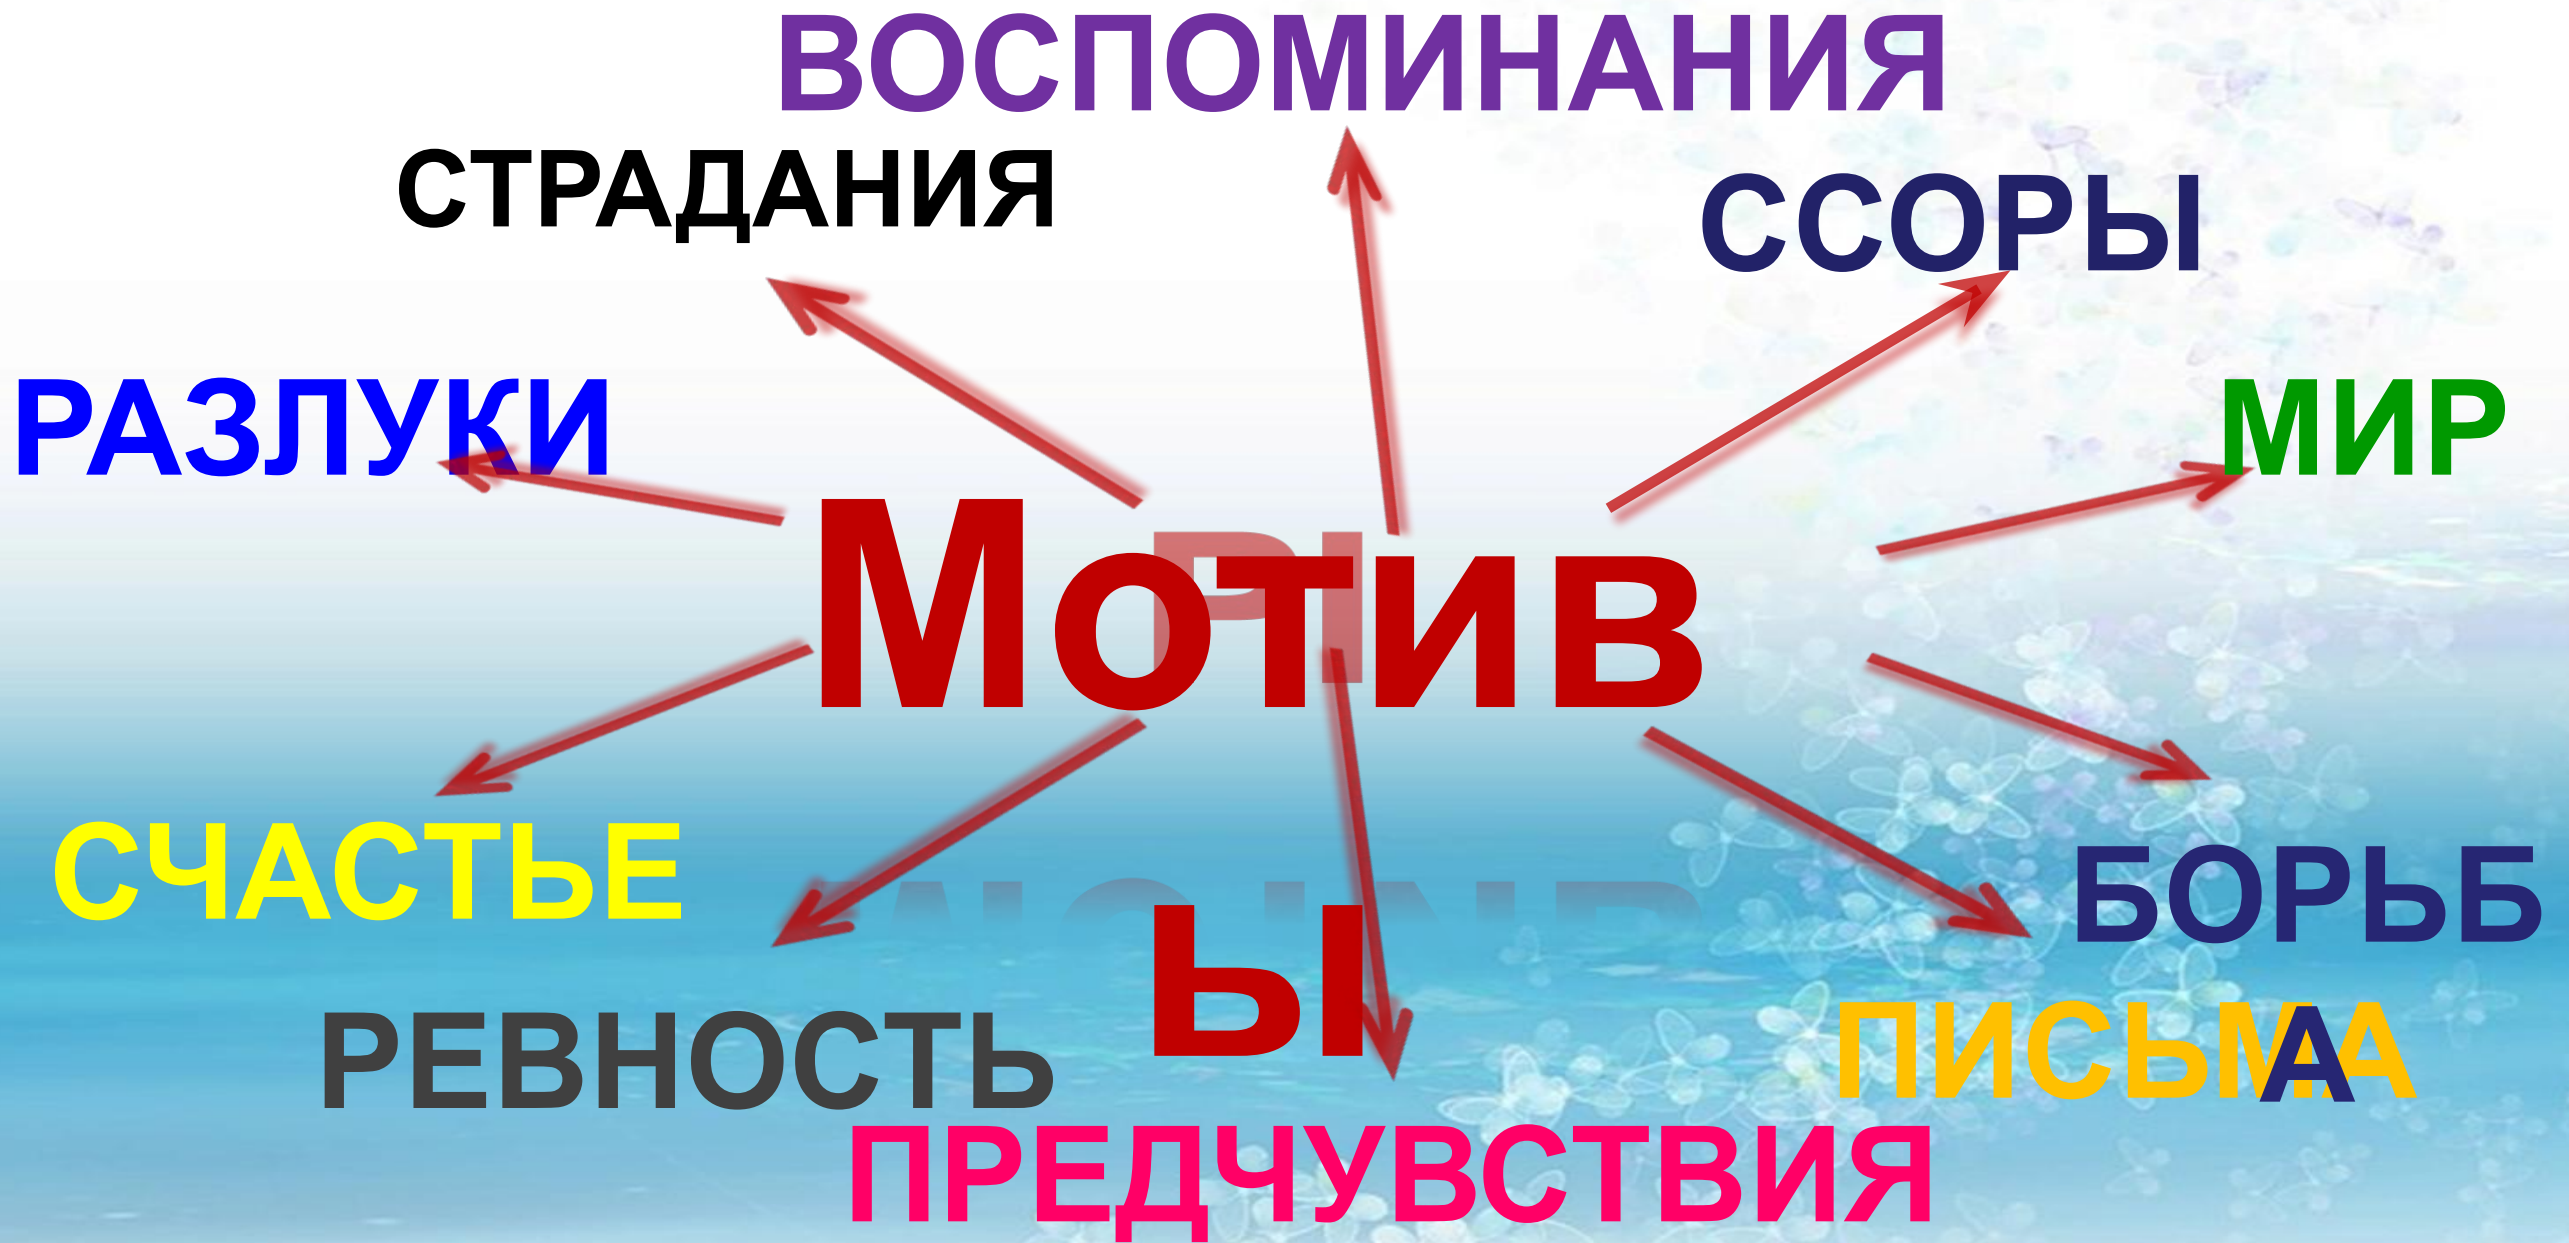 ВОСПОМИНАНИЯ
СТРАДАНИЯ
ССОРЫ
РАЗЛУКИ
МИР
Мотив
ы
СЧАСТЬЕ
БОРЬБ
А
РЕВНОСТЬ
ПИСЬМА
ПРЕДЧУВСТВИЯ